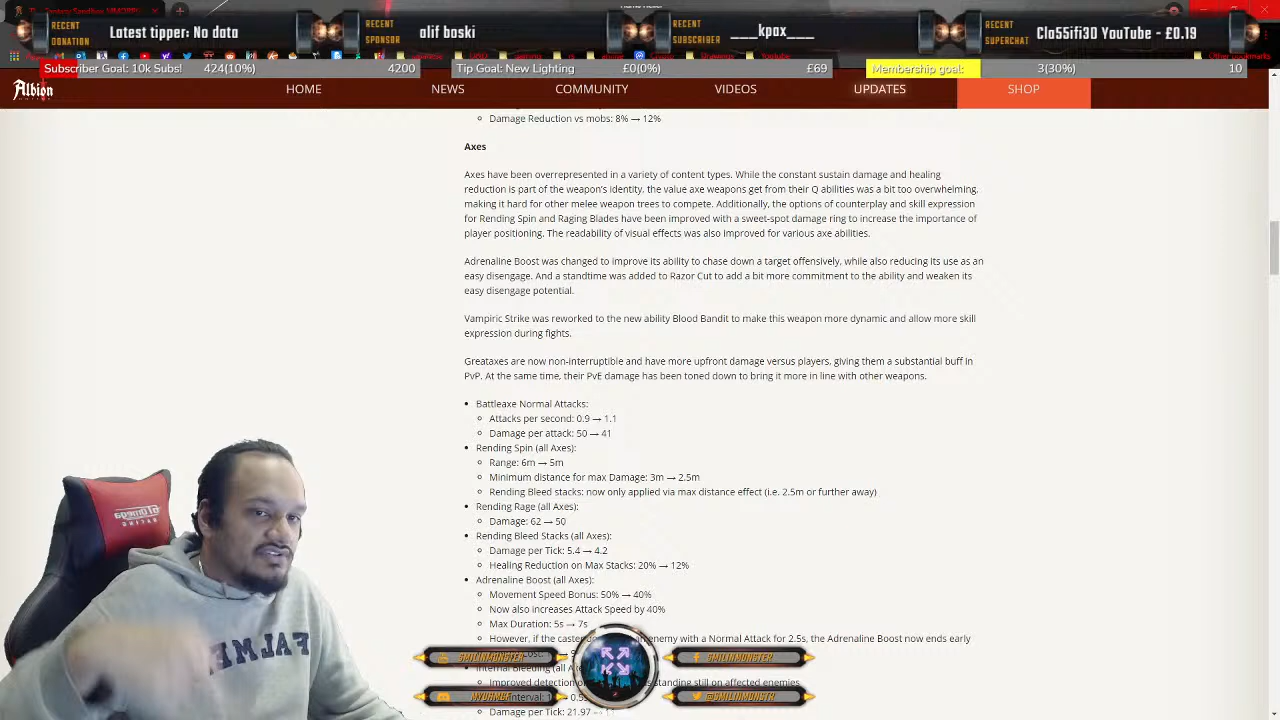 RECENT DONATION
Latest tipper: No data
RECENT SPONSOR
alif boski
RECENT SUBSCRIBER
___kpax___
RECENT SUPERCHAT
Cla55ifi3D YouTube - £0.19
Subscriber Goal: 10k Subs!
424(10%)
4200
Tip Goal: New Lighting
£0(0%)
£69
Membership goal:
3(30%)
10
Albion
HOME
NEWS
COMMUNITY
VIDEOS
UPDATES
SHOP
Damage Reduction vs mobs: 8% → 12%
Axes
Axes have been overrepresented in a variety of content types. While the constant sustain damage and healing
reduction is part of the weapon's identity, the value axe weapons get from their Q abilities was a bit too overwhelming,
making it hard for other melee weapon trees to compete. Additionally, the options of counterplay and skill expression
for Rending Spin and Raging Blades have been improved with a sweet-spot damage ring to increase the importance of
player positioning. The readability of visual effects was also improved for various axe abilities.
Adrenaline Boost was changed to improve its ability to chase down a target offensively, while also reducing its use as an
easy disengage. And a standtime was added to Razor Cut to add a bit more commitment to the ability and weaken its
easy disengage potential.
Vampiric Strike was reworked to the new ability Blood Bandit to make this weapon more dynamic and allow more skill
expression during fights.
Greataxes are now non-interruptible and have more upfront damage versus players, giving them a substantial buff in
PvP. At the same time, their PvE damage has been toned down to bring it more in line with other weapons.
Battleaxe Normal Attacks:
Attacks per second: 0.9 → 1.1
Damage per attack: 50 → 41
Rending Spin (all Axes):
Range: 6m → 5m
Minimum distance for max Damage: 3m → 2.5m
Rending Bleed stacks: now only applied via max distance effect (i.e. 2.5m or further away)
Rending Rage (all Axes):
Damage: 62 → 50
Rending Bleed Stacks (all Axes):
Damage per Tick: 5.4 → 4.2
Healing Reduction on Max Stacks: 20% → 12%
Adrenaline Boost (all Axes):
Movement Speed Bonus: 50% → 40%
Now also increases Attack Speed by 40%
Max Duration: 5s → 7s
However, if the caster enemy with a Normal Attack for 2.5s, the Adrenaline Boost now ends early
SMILINMUNSTER
SMILINMUNSTER
Internal Bleeding (all
Improved detection standing still on affected enemies
@SMILINMUNSTR
Damage per Tick: 21.97